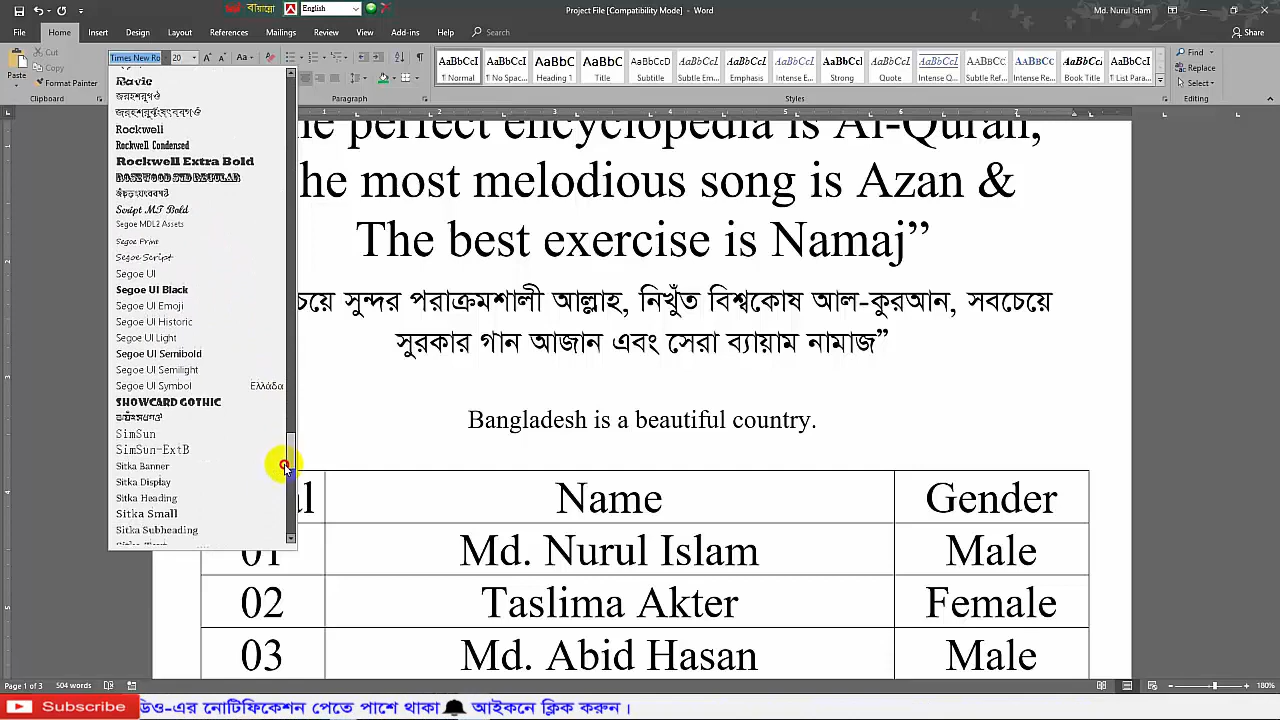 বাঁয়ান্নো English
Project File [Compatibility Mode] - Word
Md. Nurul Islam
File Home Insert Design Layout References Mailings Review View Add-ins Help Search Share
Cut
Copy
Format Painter
Paste
Clipboard
Times New Ro 20
Aa
Paragraph
AaBbCcI AaBbCcI AaBbC AaBbC AaBbCcD AaBbCcI AaBbCcI AaBbCcI AaBbCcI AaBbCcI AaBbCcI AaBbCcI AaBbCc AaBbCcI AaBbCcI
¶ Normal ¶ No Spac... Heading 1 Title Subtitle Subtle Em... Emphasis Intense E... Strong Quote Intense Q... Subtle Ref... Intense Re... Book Title ¶ List Para...
Styles
Find
Replace
Select
Editing
Ravie
Rockwell
Rockwell Condensed
Rockwell Extra Bold
ROSEWOOD STD REGULAR
Script MT Bold
Segoe MDL2 Assets
Segoe Print
Segoe Script
Segoe UI
Segoe UI Black
Segoe UI Emoji
Segoe UI Historic
Segoe UI Light
Segoe UI Semibold
Segoe UI Semilight
Segoe UI Symbol Ελλάδα
SHOWCARD GOTHIC
SimSun
SimSun-ExtB
Sitka Banner
Sitka Display
Sitka Heading
Sitka Small
Sitka Subheading
perfect encyclopedia is Al-Quran,
he most melodious song is Azan &
The best exercise is Namaj”
চেয়ে সুন্দর পরাক্রমশালী আল্লাহ, নিখুঁত বিশ্বকোষ আল-কুরআন, সবচেয়ে
সুরকার গান আজান এবং সেরা ব্যায়াম নামাজ”
Bangladesh is a beautiful country.
Name Gender
01 Md. Nurul Islam Male
02 Taslima Akter Female
03 Md. Abid Hasan Male
Page 1 of 3 504 words 180%
Subscribe ডিও-এর নোটিফিকেশন পেতে পাশে থাকা আইকনে ক্লিক করুন।